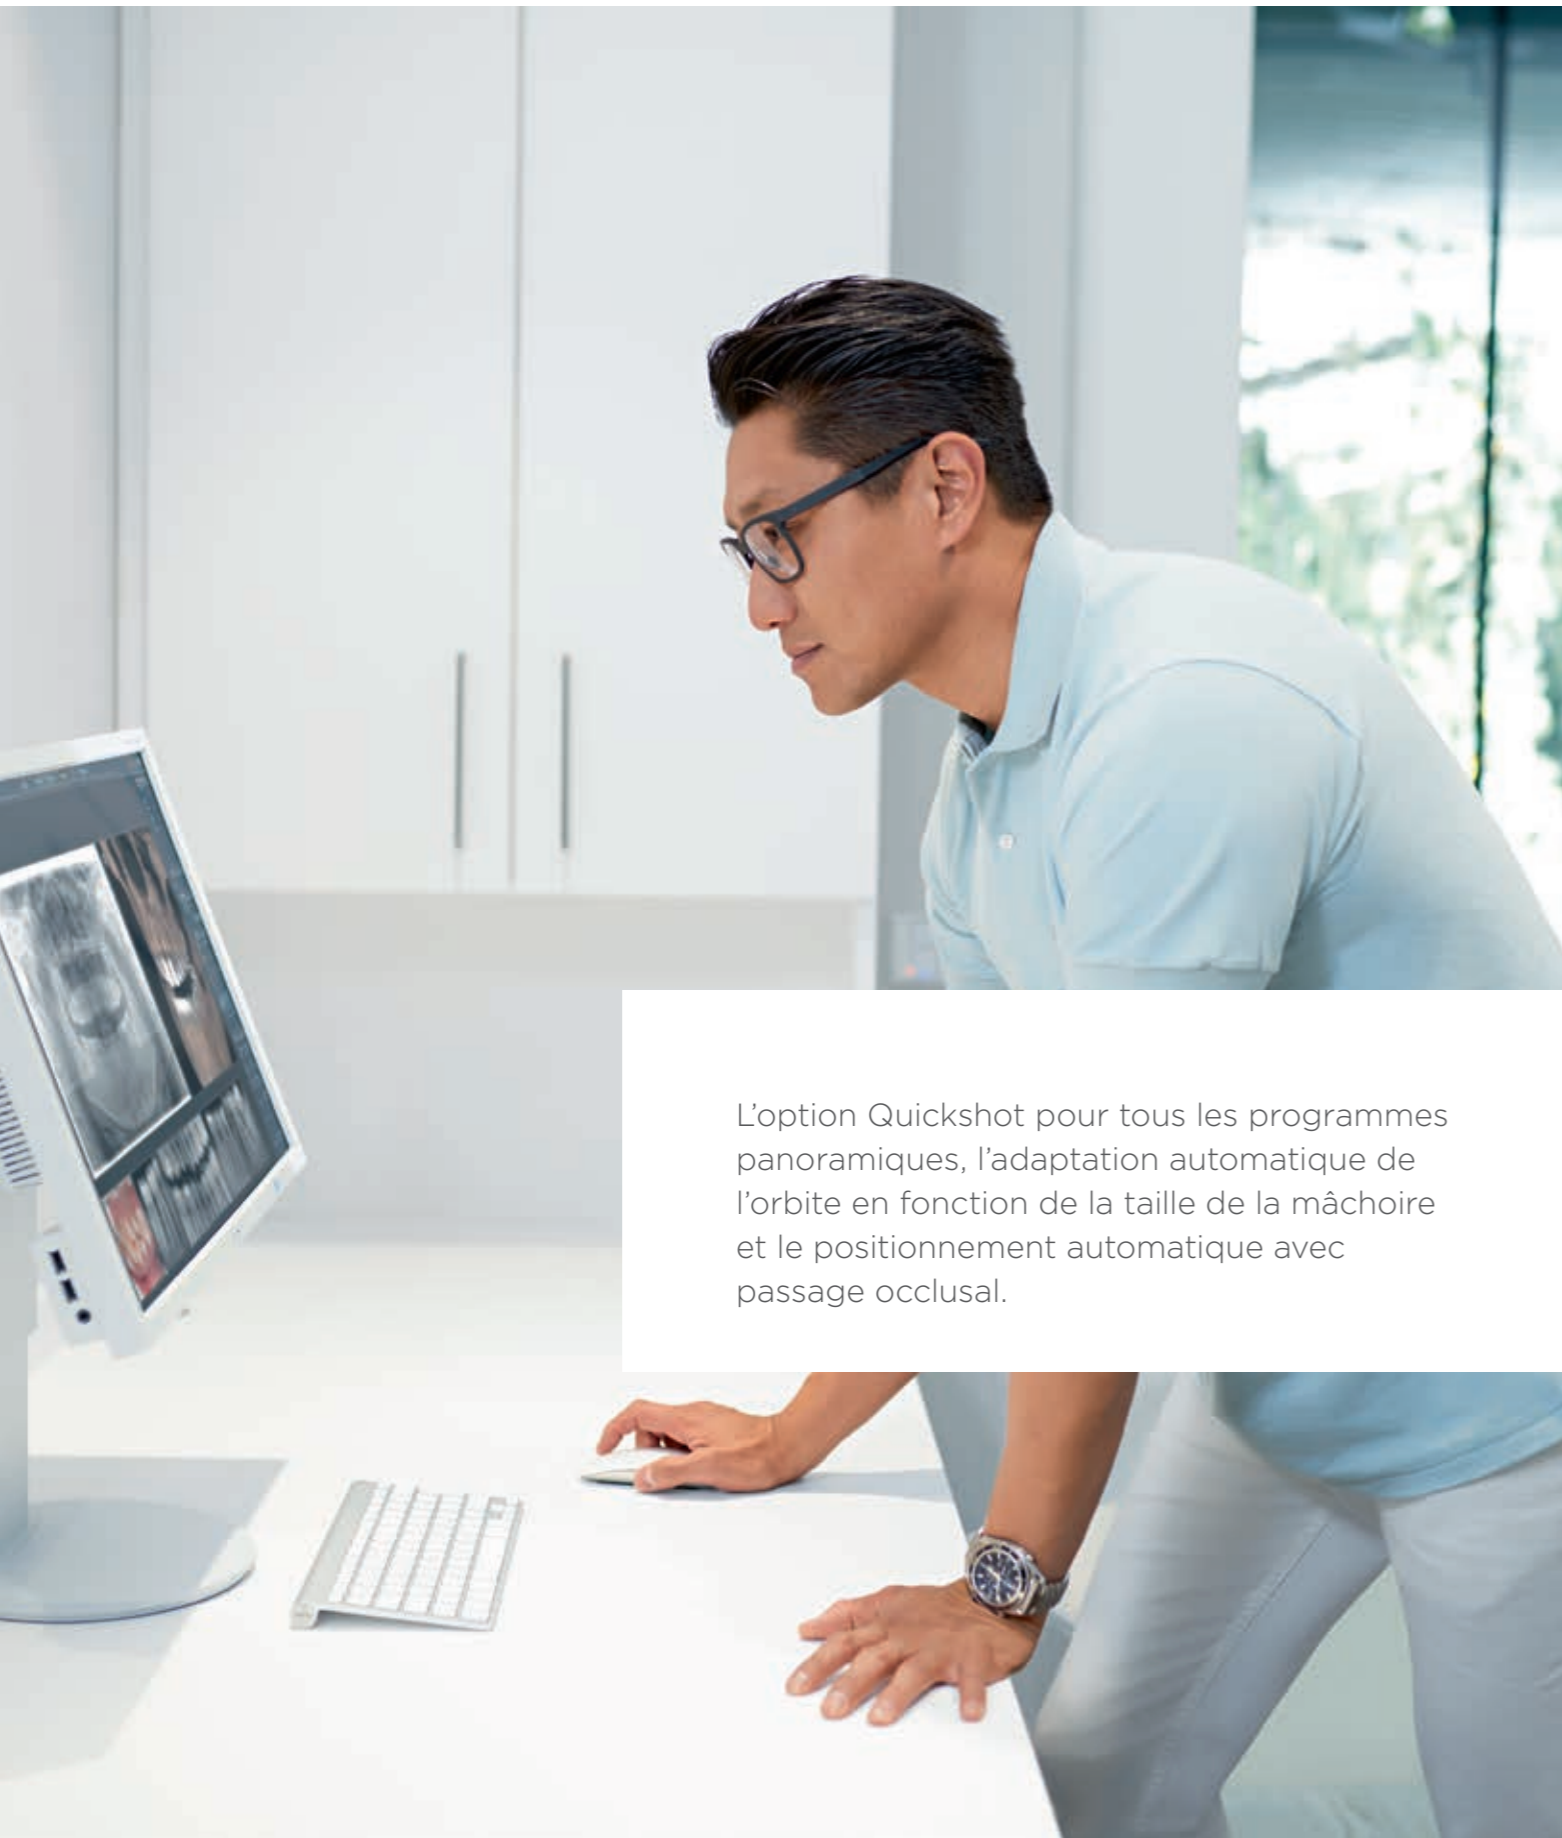 L’option Quickshot pour tous les programmes
panoramiques, l’adaptation automatique de
l’orbite en fonction de la taille de la mâchoire
et le positionnement automatique avec
passage occlusal.